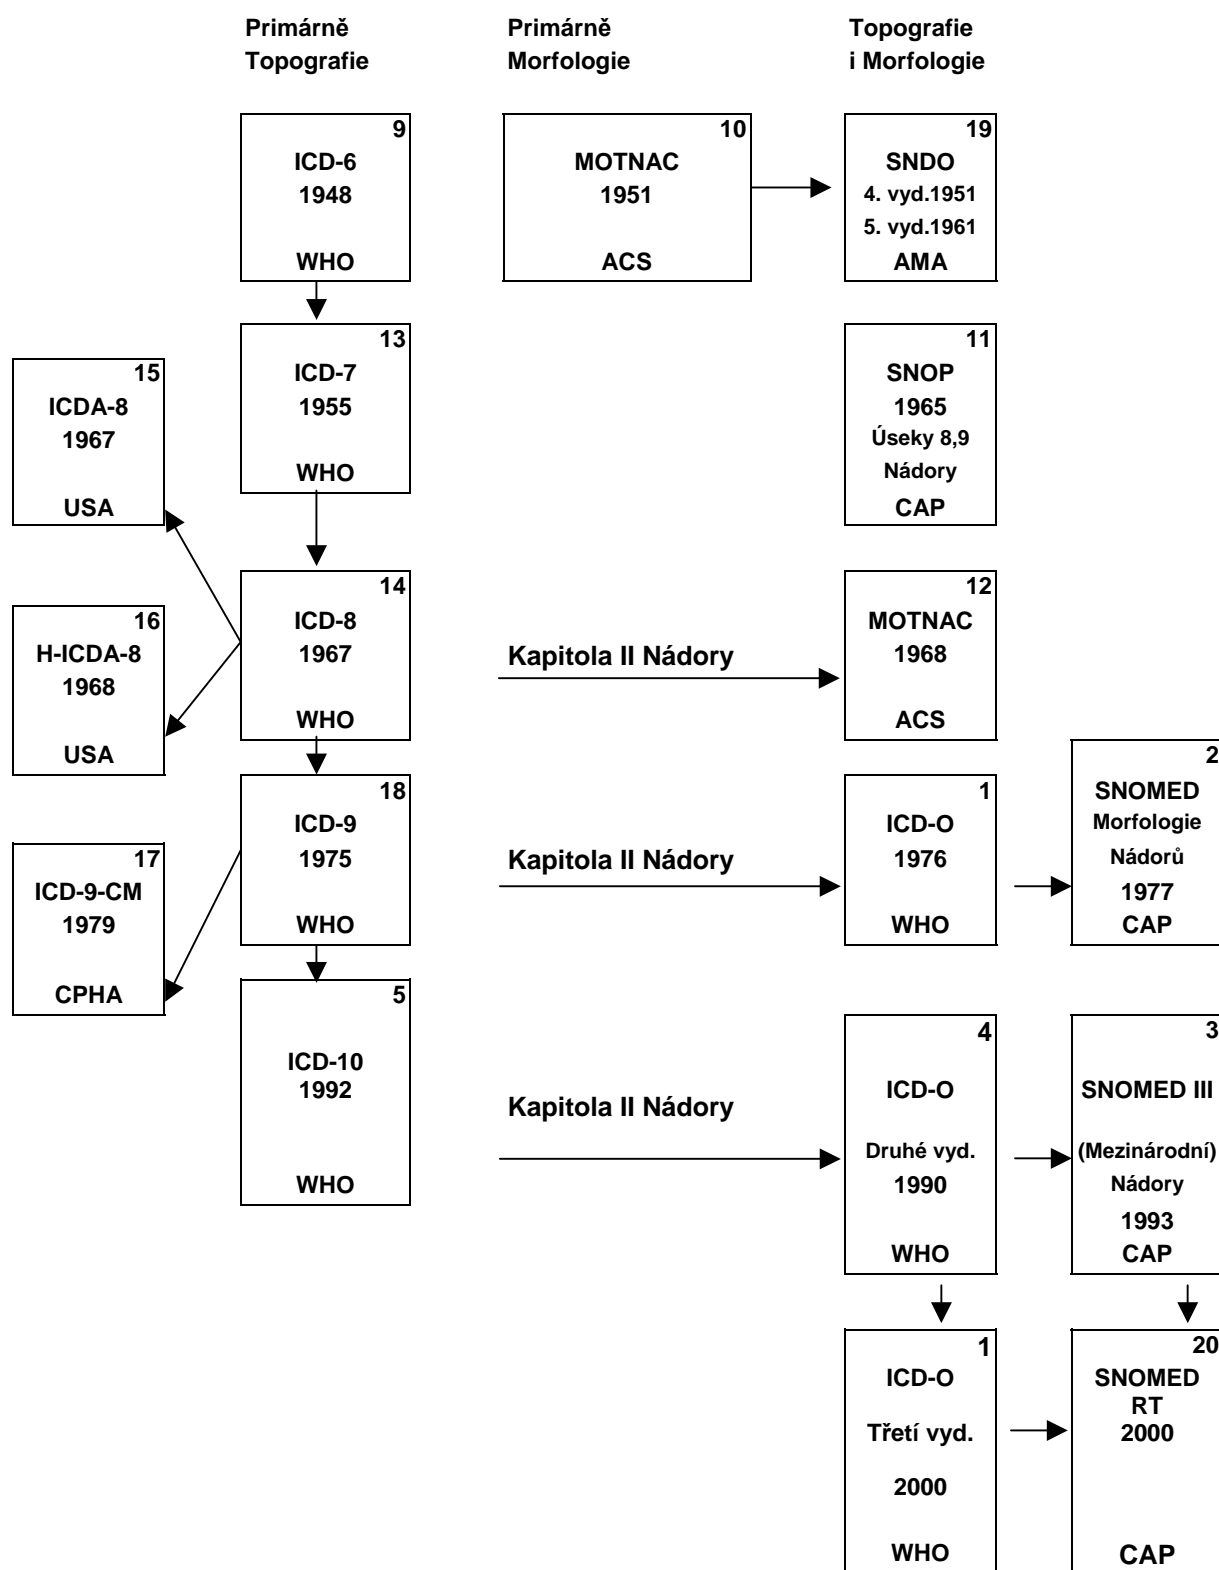 Primárně
Topografie
Primárně
Morfologie
Topografie
i Morfologie
9
ICD-6
1948
WHO
10
MOTNAC
1951
ACS
19
SNDO
4. vyd.1951
5. vyd.1961
AMA
13
ICD-7
1955
WHO
11
SNOP
1965
Úseky 8,9
Nádory
CAP
15
ICDA-8
1967
USA
14
ICD-8
1967
WHO
Kapitola II Nádory
12
MOTNAC
1968
ACS
16
H-ICDA-8
1968
USA
18
ICD-9
1975
WHO
Kapitola II Nádory
1
ICD-O
1976
WHO
2
SNOMED
Morfologie
Nádorů
1977
CAP
17
ICD-9-CM
1979
CPHA
5
ICD-10
1992
WHO
Kapitola II Nádory
4
ICD-O
Druhé vyd.
1990
WHO
3
SNOMED III
(Mezinárodní)
Nádory
1993
CAP
1
ICD-O
Třetí vyd.
2000
WHO
20
SNOMED
RT
2000
CAP